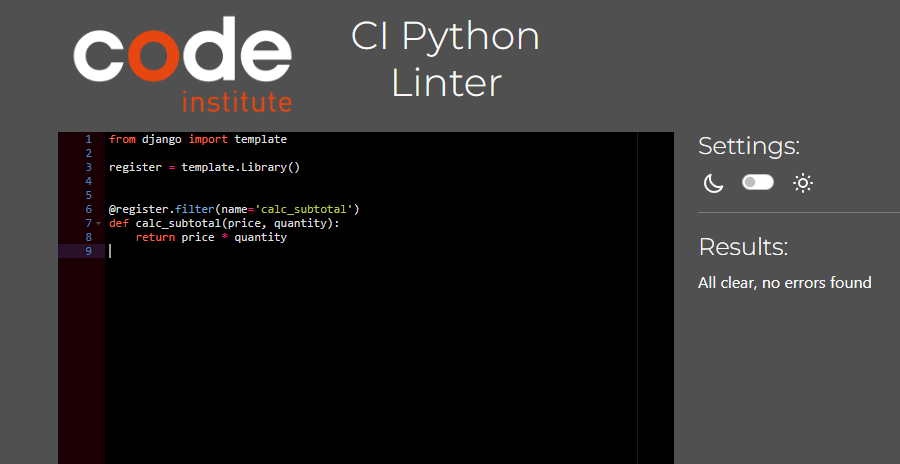 code
institute
CI Python
Linter
1 from django import template
2
3 register = template.Library()
4
5
6 @register.filter(name='calc_subtotal')
7 def calc_subtotal(price, quantity):
8     return price * quantity
9
Settings:
Results:
All clear, no errors found